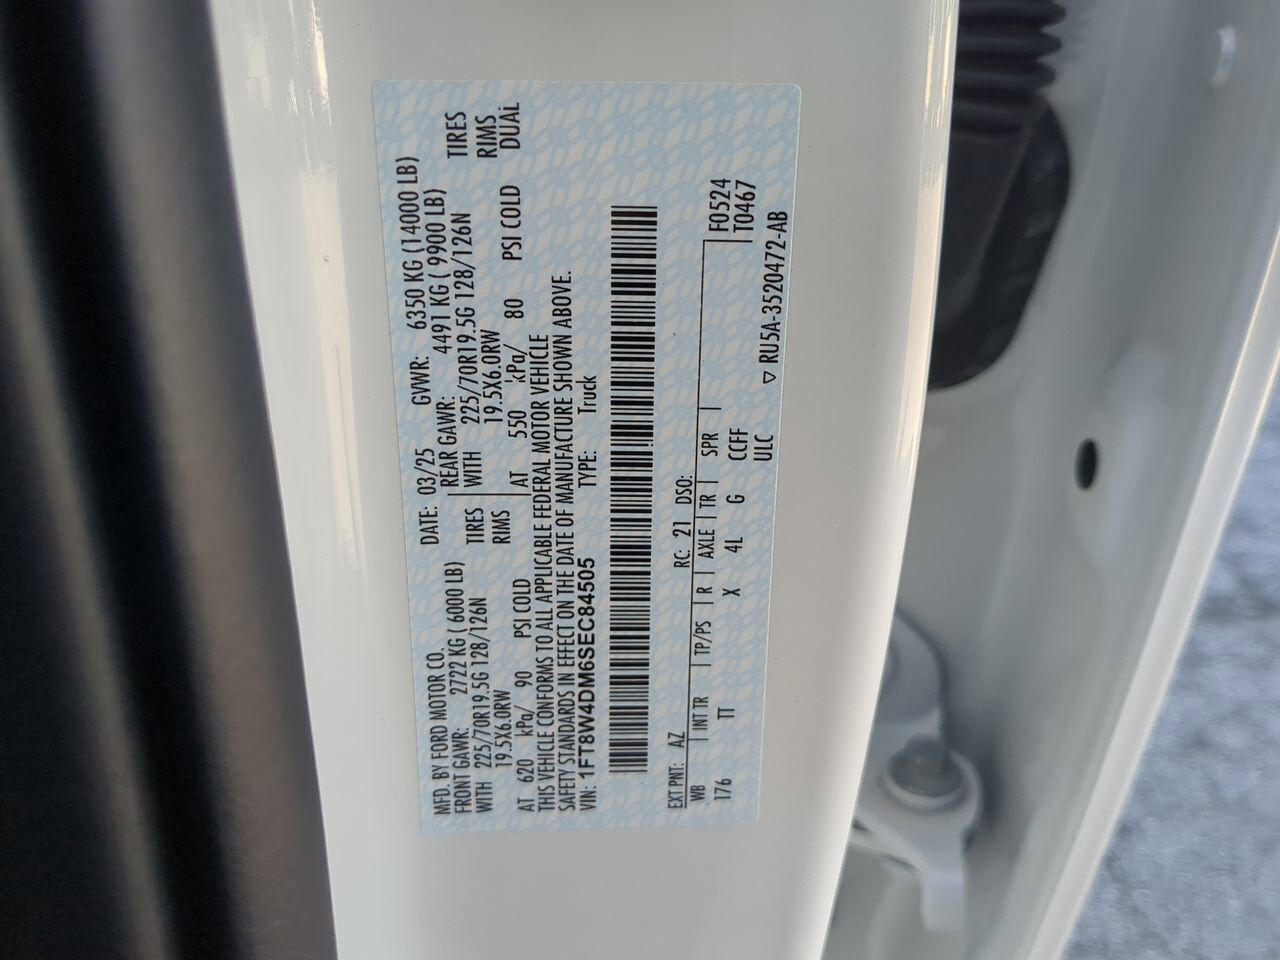 MFD. BY FORD MOTOR CO. DATE: 03/25 GVWR: 6350 KG (14000 LB)
FRONT GAWR: 2722 KG ( 6000 LB) REAR GAWR: 4491 KG ( 9900 LB)
WITH 225/70R19.5G 128/126N TIRES WITH 225/70R19.5G 128/126N TIRES
19.5X6.0RW RIMS 19.5X6.0RW RIMS
AT 620 kPa/ 90 PSI COLD AT 550 kPa/ 80 PSI COLD DUAL
THIS VEHICLE CONFORMS TO ALL APPLICABLE FEDERAL MOTOR VEHICLE
SAFETY STANDARDS IN EFFECT ON THE DATE OF MANUFACTURE SHOWN ABOVE.
VIN: 1FT8W4DM6SEC84505 TYPE: Truck
EXT PNT: AZ RC: 21 DSO:
WB | INT TR | TP/PS | R | AXLE | TR | SPR | F0524
176 TT X 4L G CCFF T0467
ULC
▽ RU5A-3520472-AB